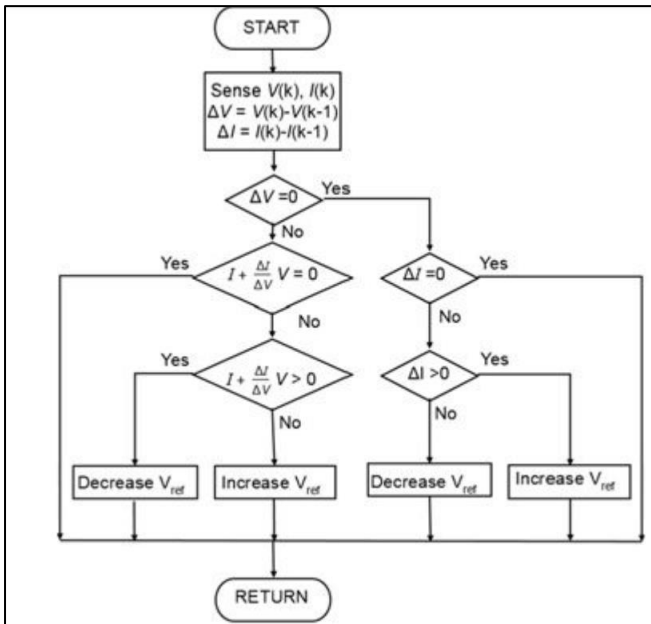 START
Sense V(k), I(k)
ΔV = V(k)-V(k-1)
ΔI = I(k)-I(k-1)
ΔV =0
Yes
No
Yes
I + ΔI/ΔV V = 0
ΔI =0
Yes
No
No
Yes
I + ΔI/ΔV V > 0
ΔI >0
Yes
No
No
Decrease Vref
Increase Vref
Decrease Vref
Increase Vref
RETURN